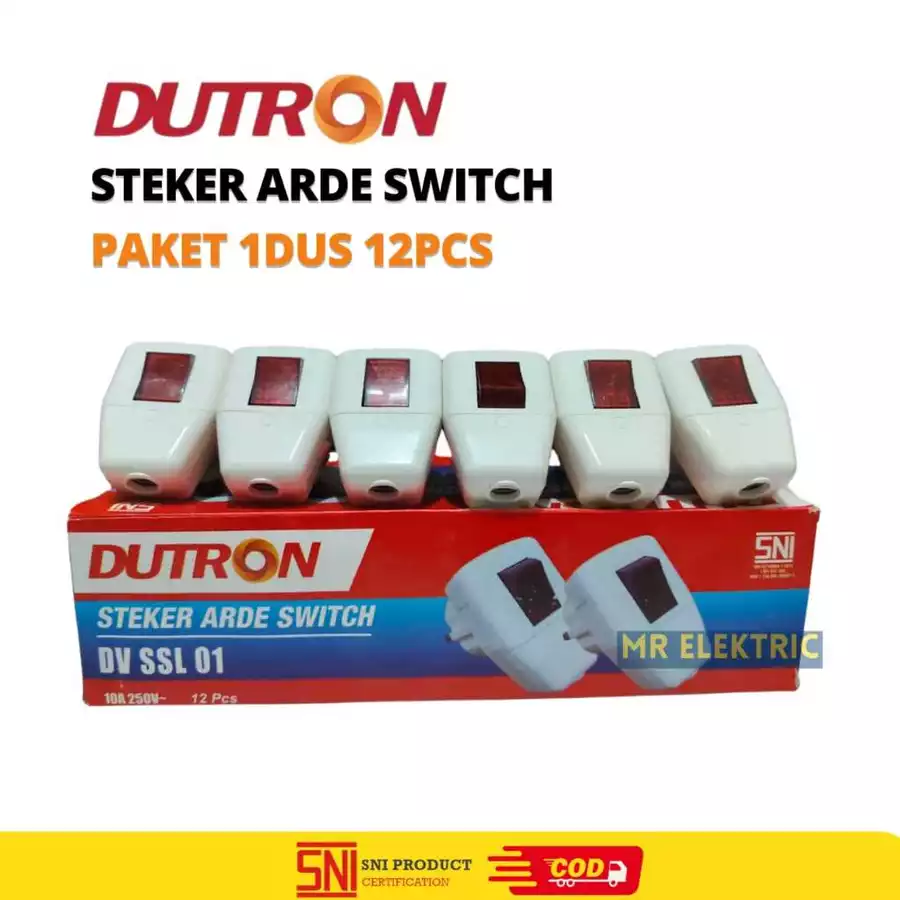 DUTRON
STEKER ARDE SWITCH
PAKET 1DUS 12PCS
SNI
DUTRON
STEKER ARDE SWITCH
DV SSL 01
10A 250V~ 12 Pcs
SNI
MR ELEKTRIC
SNI SNI PRODUCT
CERTIFICATION
COD